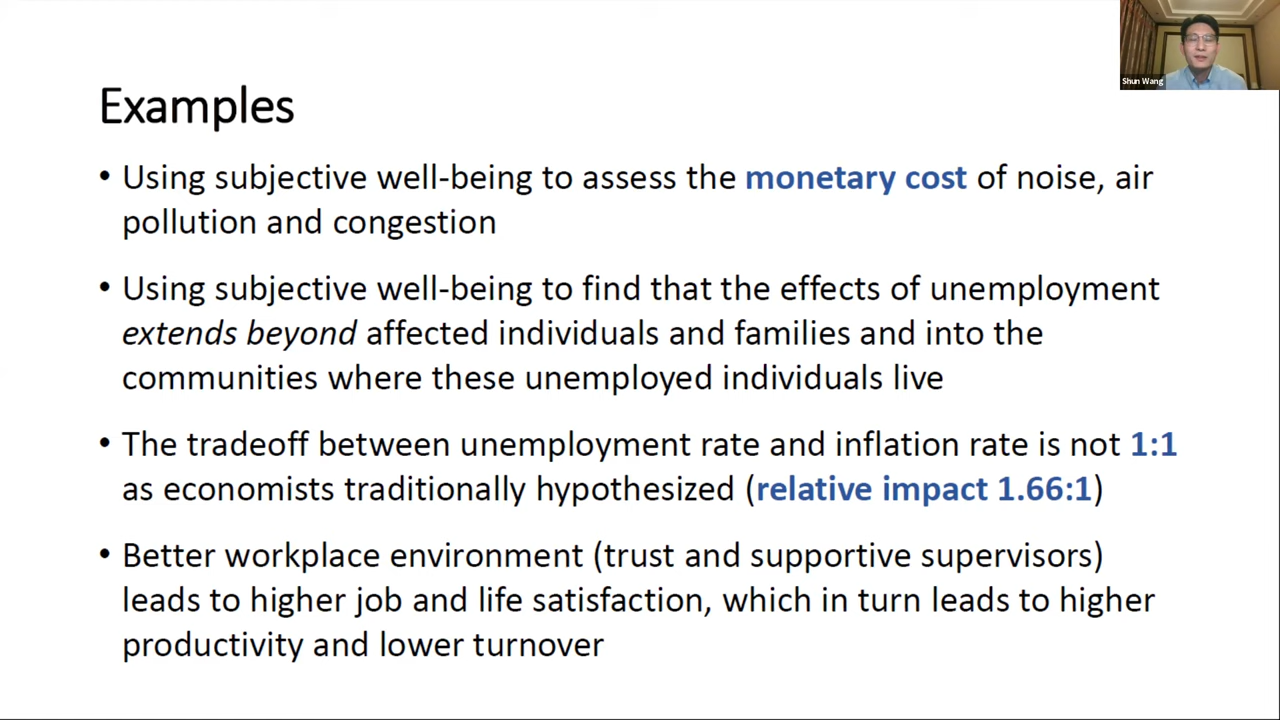 Shun Wang
Examples
• Using subjective well-being to assess the monetary cost of noise, air
pollution and congestion
• Using subjective well-being to find that the effects of unemployment
extends beyond affected individuals and families and into the
communities where these unemployed individuals live
• The tradeoff between unemployment rate and inflation rate is not 1:1
as economists traditionally hypothesized (relative impact 1.66:1)
• Better workplace environment (trust and supportive supervisors)
leads to higher job and life satisfaction, which in turn leads to higher
productivity and lower turnover